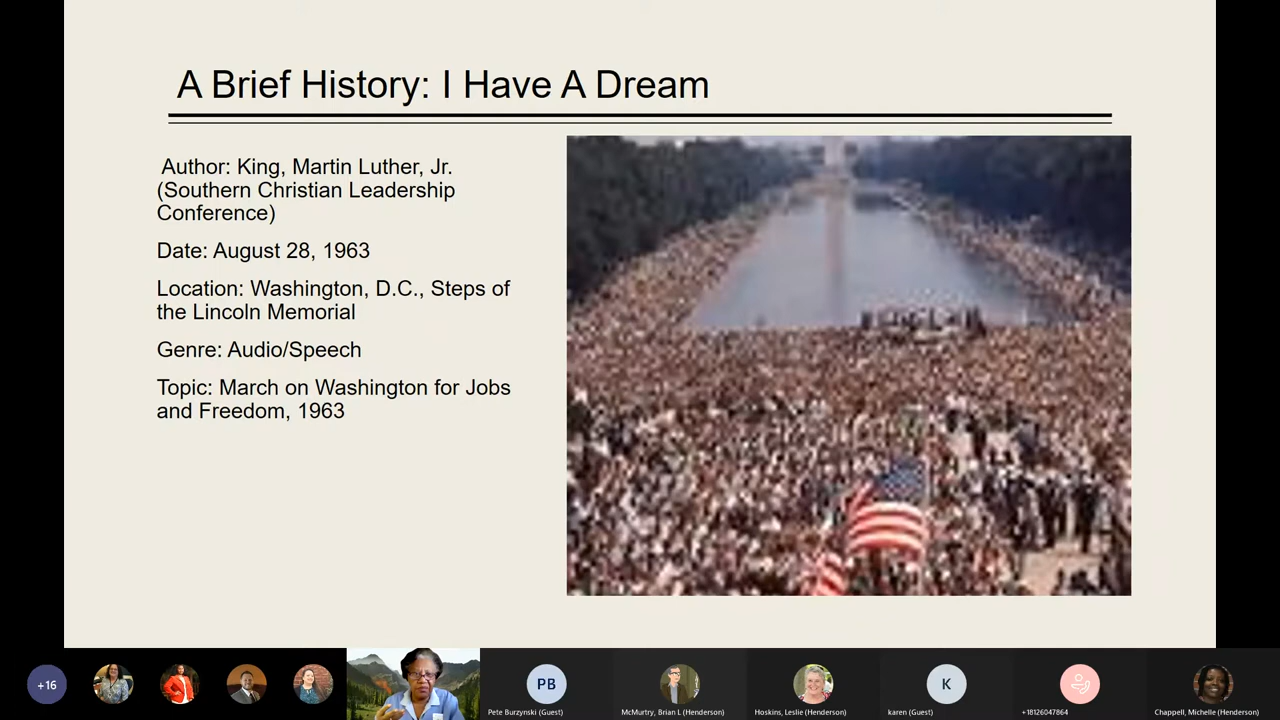 A Brief History: I Have A Dream
Author: King, Martin Luther, Jr.
(Southern Christian Leadership
Conference)
Date: August 28, 1963
Location: Washington, D.C., Steps of
the Lincoln Memorial
Genre: Audio/Speech
Topic: March on Washington for Jobs
and Freedom, 1963
+16
PB
K
Pete Burzynski (Guest)
McMurtry, Brian L (Henderson)
Hoskins, Leslie (Henderson)
karen (Guest)
+18126047864
Chappell, Michelle (Henderson)